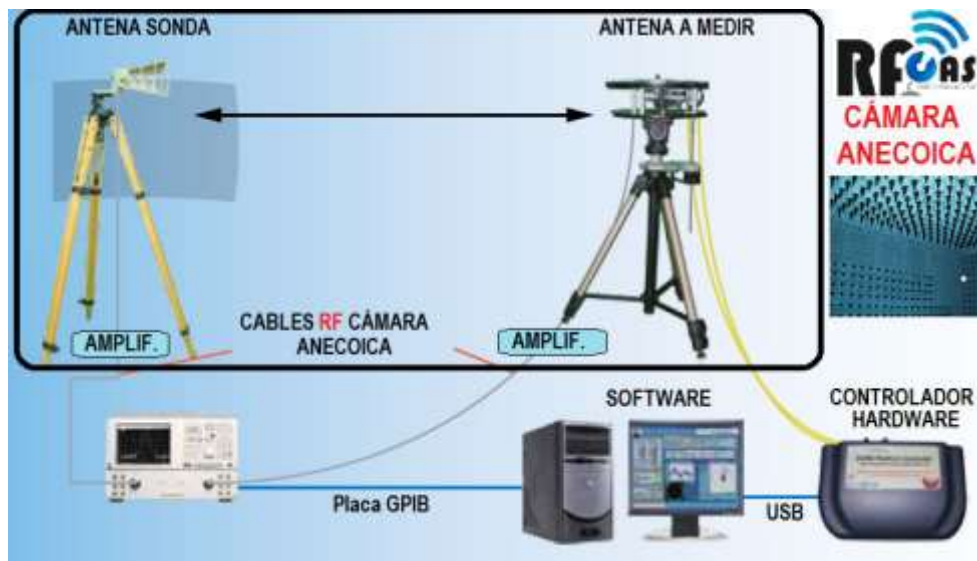 ANTENA SONDA
ANTENA A MEDIR
RF
CÁMARA
ANECOICA
AMPLIF.
CABLES RF CÁMARA
ANECOICA
AMPLIF.
SOFTWARE
CONTROLADOR
HARDWARE
Placa GPIB
USB